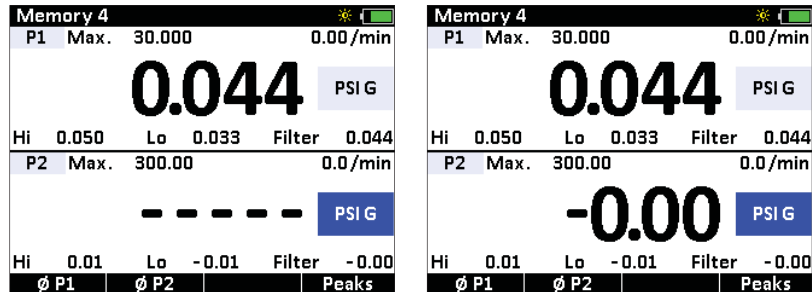 Memory 4
P1 Max. 30.000 0.00/min
0.044 PSI G
Hi 0.050 Lo 0.033 Filter 0.044
P2 Max. 300.00 0.0/min
----- PSI G
Hi 0.01 Lo -0.01 Filter -0.00
ø P1 ø P2 Peaks
Memory 4
P1 Max. 30.000 0.00/min
0.044 PSI G
Hi 0.050 Lo 0.033 Filter 0.044
P2 Max. 300.00 0.0/min
-0.00 PSI G
Hi 0.01 Lo -0.01 Filter -0.00
ø P1 ø P2 Peaks